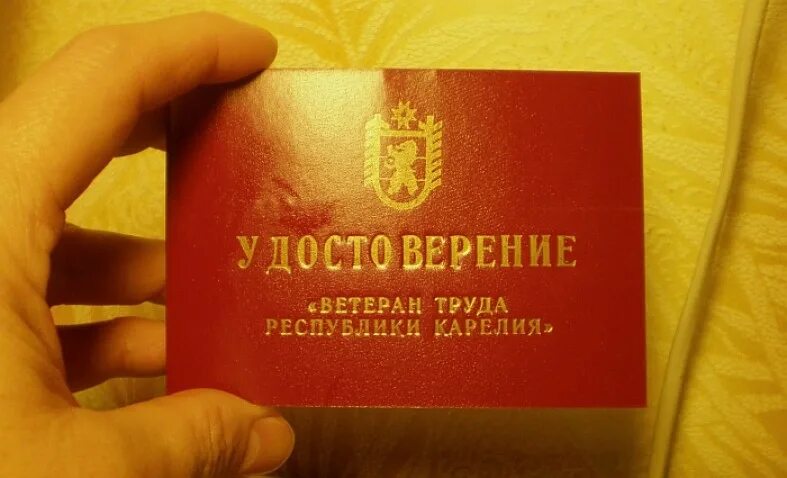 УДОСТОВЕРЕНИЕ
«ВЕТЕРАН ТРУДА
РЕСПУБЛИКИ КАРЕЛИЯ»